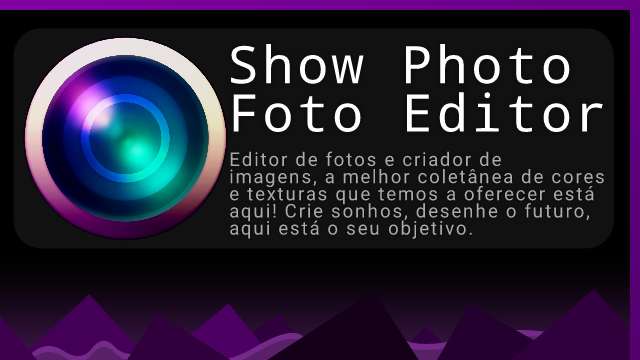 Show Photo
Foto Editor
Editor de fotos e criador de
imagens, a melhor coletânea de cores
e texturas que temos a oferecer está
aqui! Crie sonhos, desenhe o futuro,
aqui está o seu objetivo.